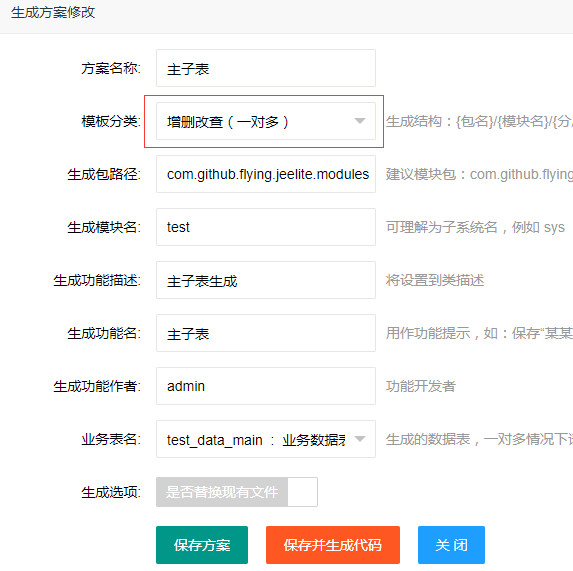 生成方案修改
方案名称: 主子表
模板分类: 增删改查（一对多） 生成结构：{包名}/{模块名}/{分
生成包路径: com.github.flying.jeelite.modules 建议模块包：com.github.flying
生成模块名: test 可理解为子系统名，例如 sys
生成功能描述: 主子表生成 将设置到类描述
生成功能名: 主子表 用作功能提示，如：保存“某某
生成功能作者: admin 功能开发者
业务表名: test_data_main ： 业务数据表 生成的数据表，一对多情况下
生成选项: 是否替换现有文件
保存方案 保存并生成代码 关 闭